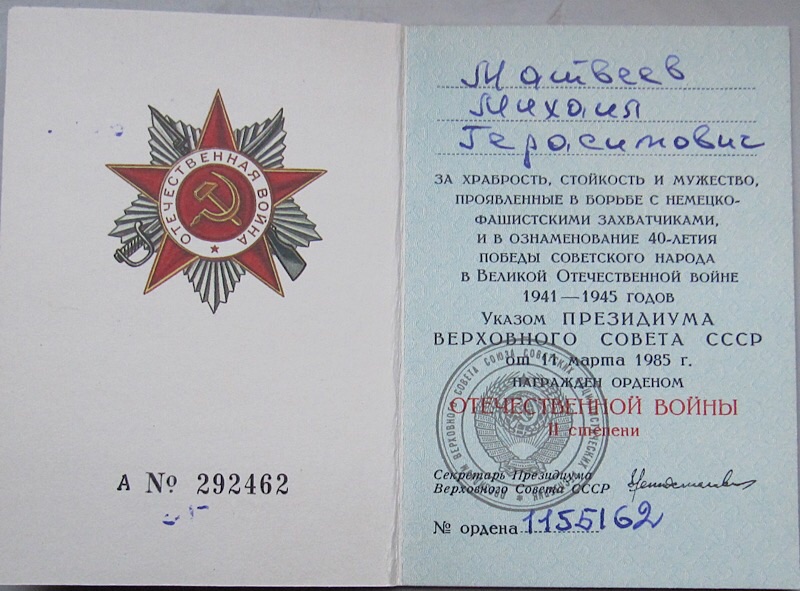 ОТЕЧЕСТВЕННАЯ ВОЙНА
А № 292462
Матвеев
Михаил
Герасимович
ЗА ХРАБРОСТЬ, СТОЙКОСТЬ И МУЖЕСТВО,
ПРОЯВЛЕННЫЕ В БОРЬБЕ С НЕМЕЦКО-
ФАШИСТСКИМИ ЗАХВАТЧИКАМИ,
И В ОЗНАМЕНОВАНИЕ 40-ЛЕТИЯ
ПОБЕДЫ СОВЕТСКОГО НАРОДА
В ВЕЛИКОЙ ОТЕЧЕСТВЕННОЙ ВОЙНЕ
1941—1945 ГОДОВ
УКАЗОМ ПРЕЗИДИУМА
ВЕРХОВНОГО СОВЕТА СССР
от 11 марта 1985 г.
НАГРАЖДЕН ОРДЕНОМ
ОТЕЧЕСТВЕННОЙ ВОЙНЫ
II степени
Секретарь Президиума
Верховного Совета СССР
№ ордена 1155162